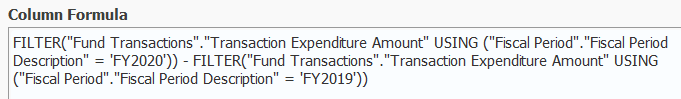 Column Formula
FILTER("Fund Transactions"."Transaction Expenditure Amount" USING ("Fiscal Period"."Fiscal Period
Description" = 'FY2020')) - FILTER("Fund Transactions"."Transaction Expenditure Amount" USING
("Fiscal Period"."Fiscal Period Description" = 'FY2019'))